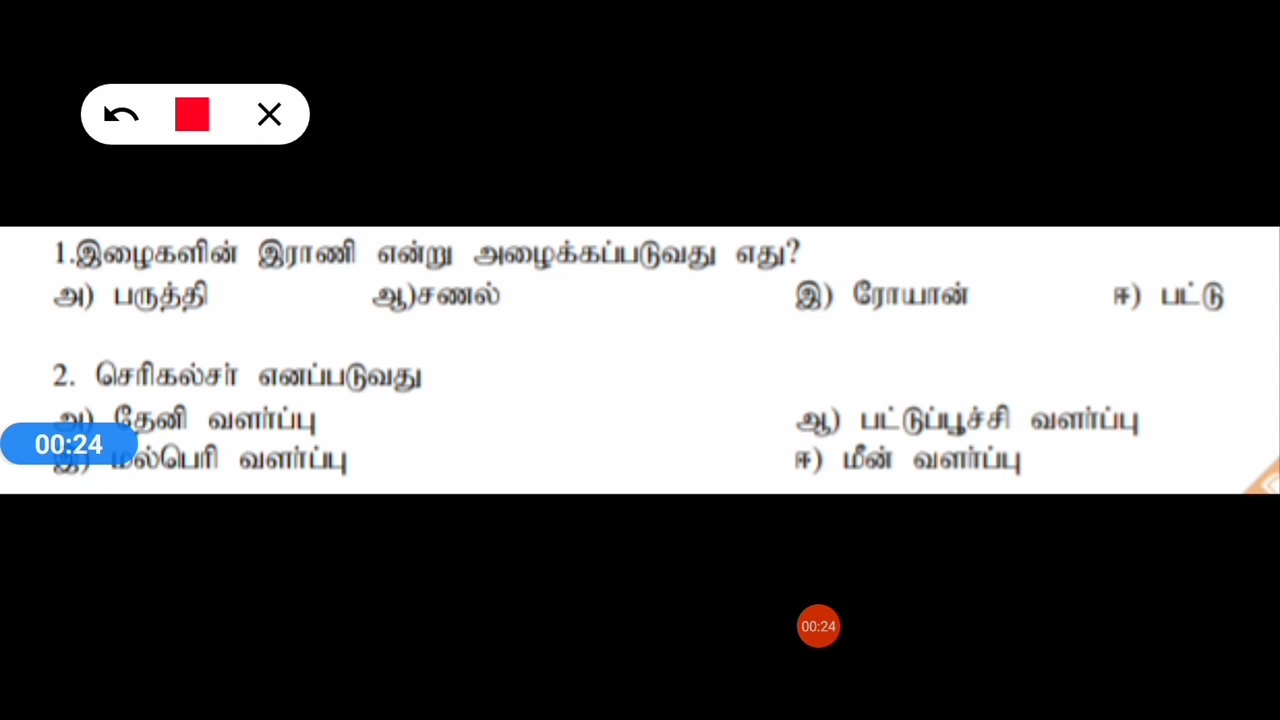 1.இழைகளின் இராணி என்று அழைக்கப்படுவது எது?
அ) பருத்தி ஆ)சணல் இ) ரோயான் ஈ) பட்டு
2. செரிகல்சர் எனப்படுவது
அ) தேனி வளர்ப்பு ஆ) பட்டுப்பூச்சி வளர்ப்பு
00:24
இ) மல்பெரி வளர்ப்பு ஈ) மீன் வளர்ப்பு
00:24